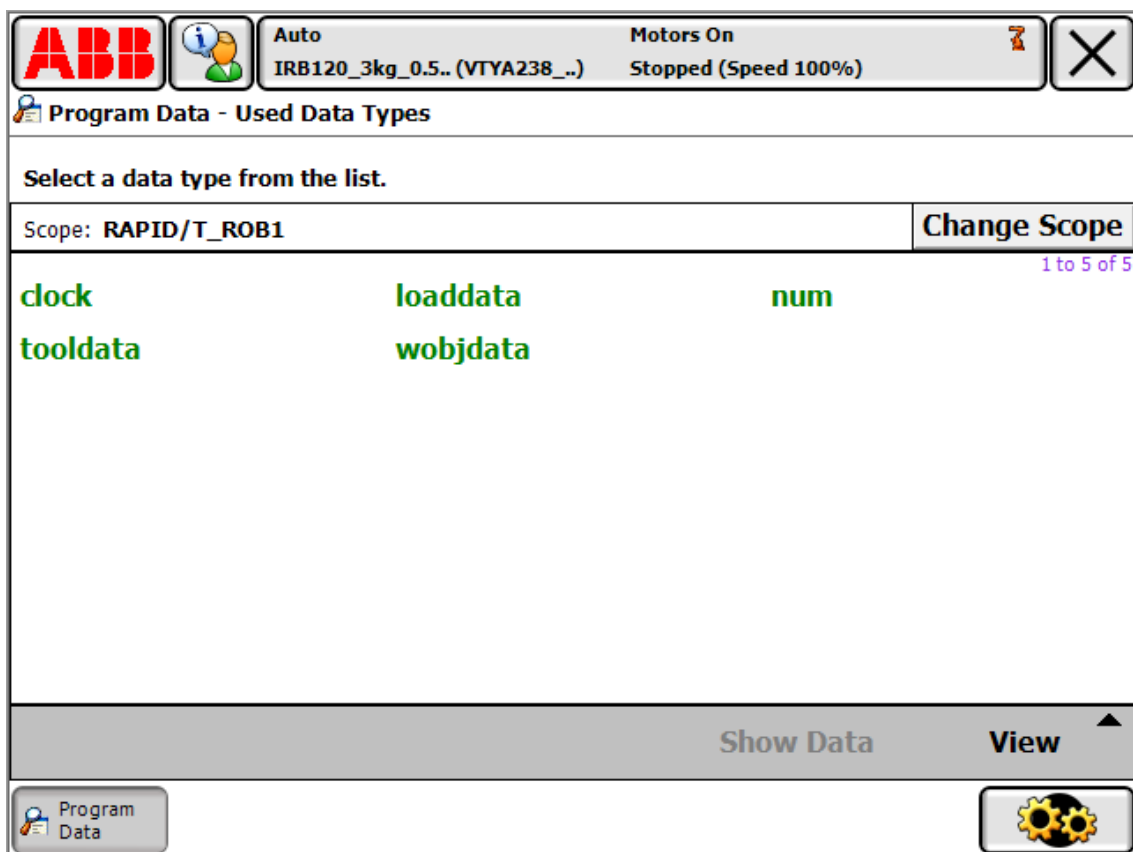 ABB
Auto Motors On
IRB120_3kg_0.5.. (VTYA238_..) Stopped (Speed 100%)
Program Data - Used Data Types
Select a data type from the list.
Scope: RAPID/T_ROB1 Change Scope
1 to 5 of 5
clock loaddata num
tooldata wobjdata
Show Data View
Program
Data